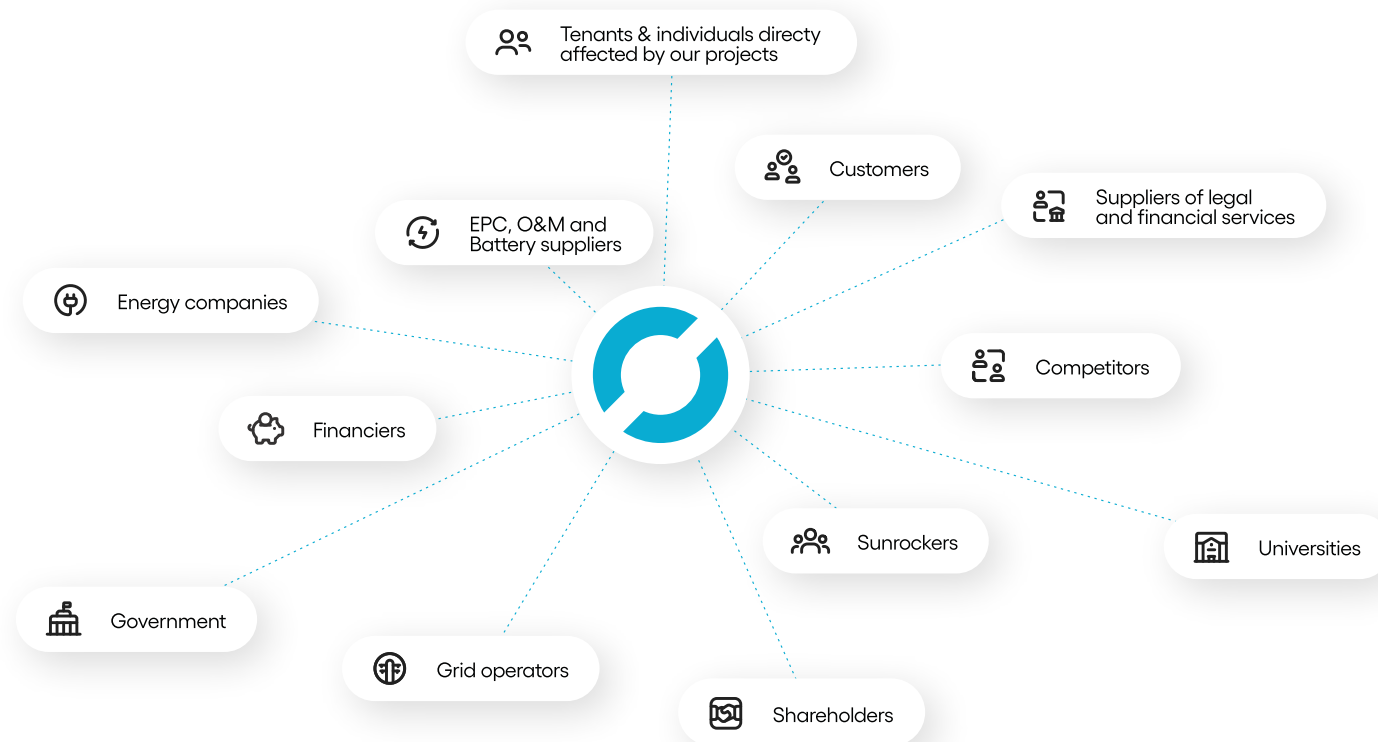 Tenants & individuals directy
affected by our projects
Customers
Suppliers of legal
and financial services
EPC, O&M and
Battery suppliers
Energy companies
Competitors
Financiers
Sunrockers
Universities
Government
Grid operators
Shareholders